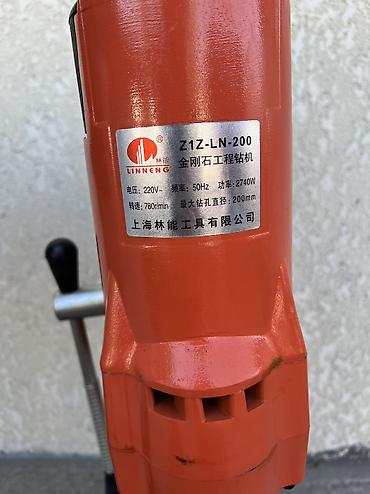 Z1Z-LN-200
金刚石工程钻机
林能®
LINNENG
电压: 220V~ 频率: 50Hz 功率: 2740W
转速: 780r/min 最大钻孔直径: 200mm
上海林能工具有限公司